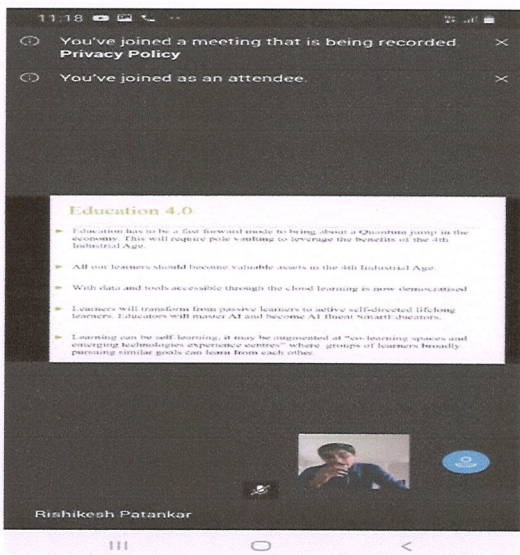 11:18
You've joined a meeting that is being recorded
Privacy Policy
You've joined as an attendee.
Education 4.0
Education has to be a fast forward mode to bring about a Quantum jump in the
economy. This will require pole vaulting to leverage the benefits of the 4th
Industrial Age.
All our learners should become valuable assets in the 4th Industrial Age.
With data and tools accessible through the cloud learning is now democratised
Learners will transform from passive learners to active self-directed lifelong
learners. Educators will master AI and become AI fluent SmartEducators.
Learning can be self-learning, it may be augmented at "co-learning spaces and
emerging technologies experience centres" where groups of learners broadly
pursuing similar goals can learn from each other.
Rishikesh Patankar